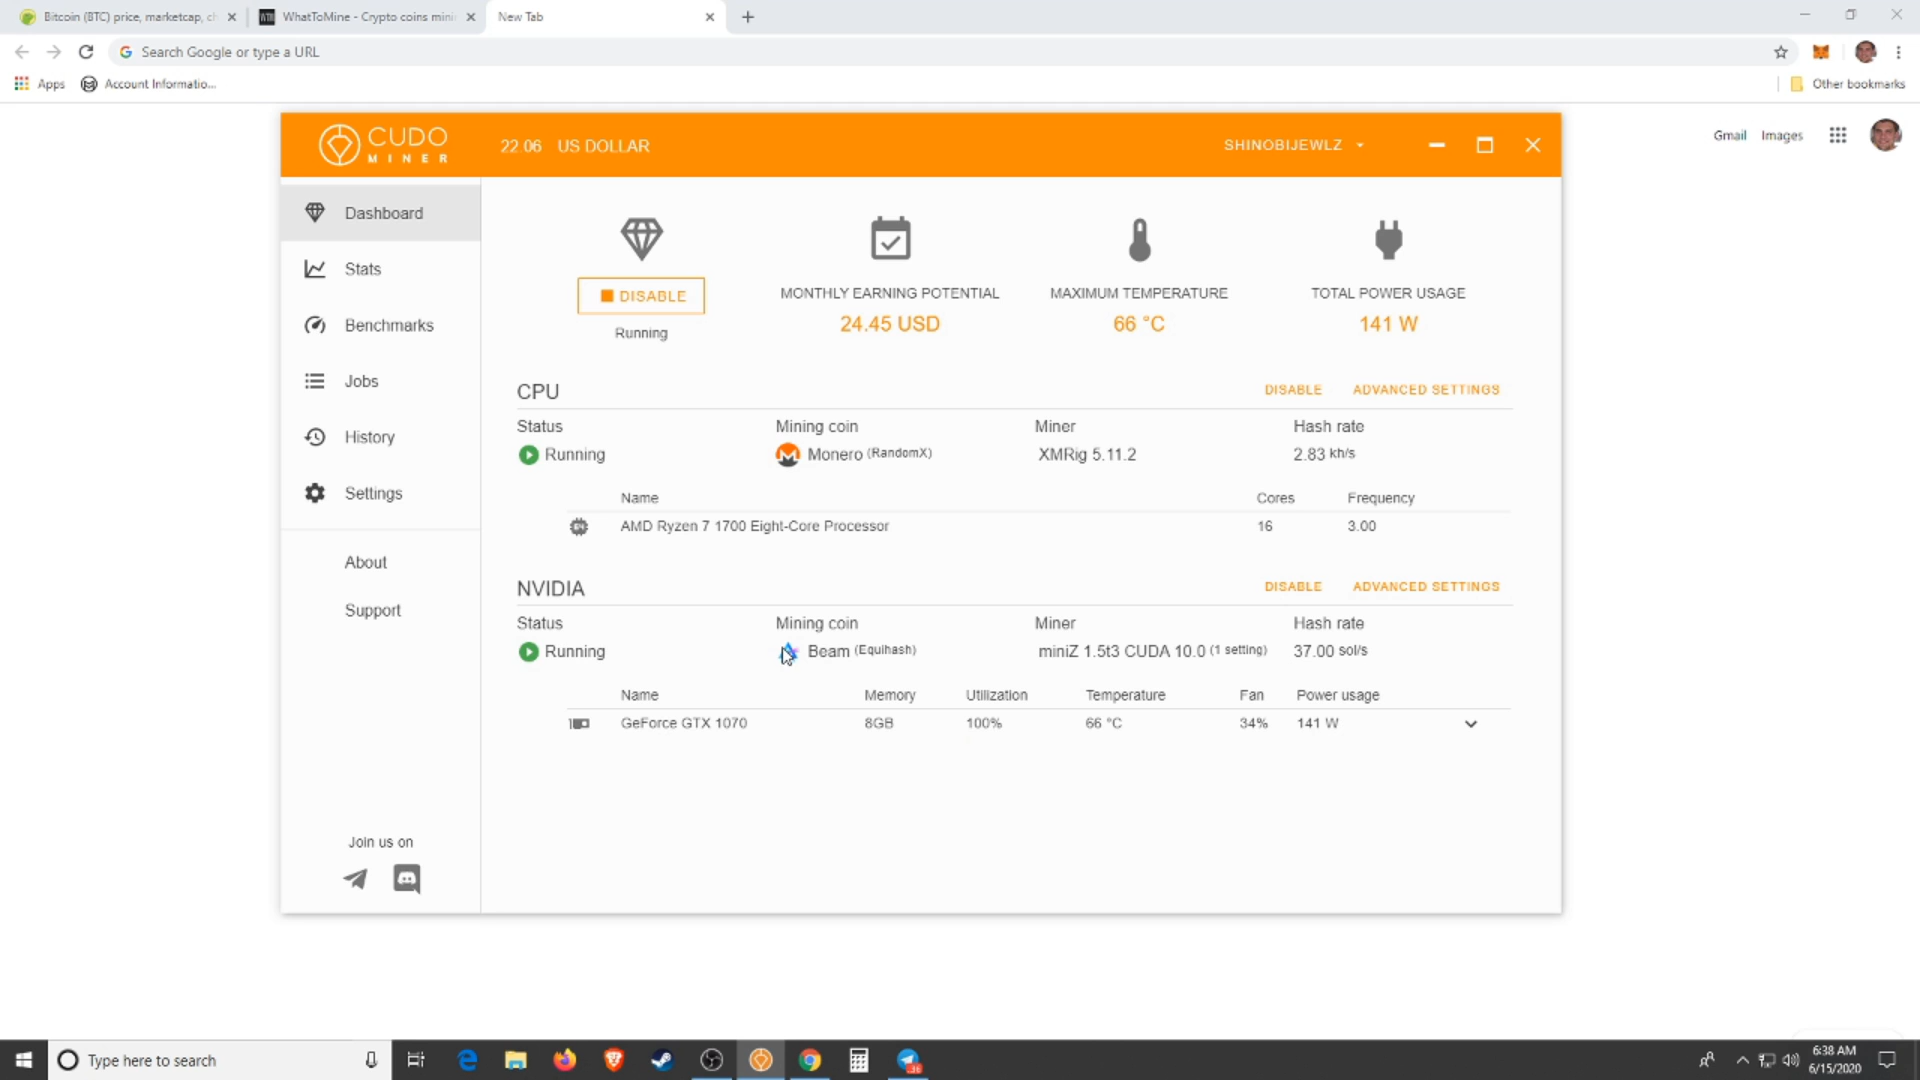 Bitcoin (BTC) price, marketcap, ch
WhatToMine - Crypto coins mini
New Tab
Search Google or type a URL
Apps
Account Informatio...
Other bookmarks
Gmail
Images
CUDO
MINER
22 06 US DOLLAR
SHINOBIJEWLZ
Dashboard
Stats
Benchmarks
Jobs
History
Settings
About
Support
Join us on
DISABLE
Running
MONTHLY EARNING POTENTIAL
24.45 USD
MAXIMUM TEMPERATURE
66 °C
TOTAL POWER USAGE
141 W
CPU
DISABLE
ADVANCED SETTINGS
Status
Mining coin
Miner
Hash rate
Running
Monero (RandomX)
XMRig 5.11.2
2.83 kh/s
Name
Cores
Frequency
AMD Ryzen 7 1700 Eight-Core Processor
16
3.00
NVIDIA
DISABLE
ADVANCED SETTINGS
Status
Mining coin
Miner
Hash rate
Running
Beam (Equihash)
miniZ 1.5t3 CUDA 10.0 (1 setting)
37.00 sol/s
Name
Memory
Utilization
Temperature
Fan
Power usage
GeForce GTX 1070
8GB
100%
66 °C
34%
141 W
Type here to search
6:38 AM
6/15/2020